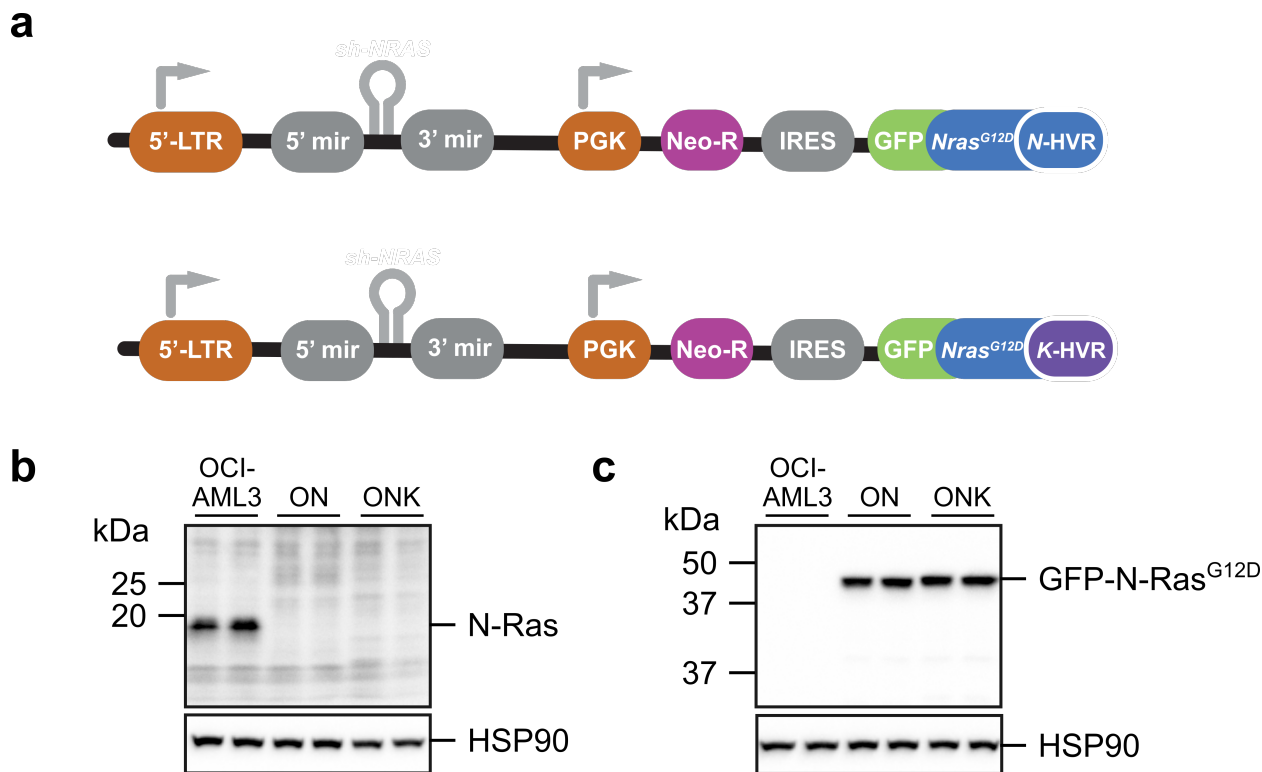 a
sh-NRAS
5’-LTR 5’ mir 3’ mir PGK Neo-R IRES GFP NrasG12D N-HVR
sh-NRAS
5’-LTR 5’ mir 3’ mir PGK Neo-R IRES GFP NrasG12D K-HVR
b
OCI-
AML3 ON ONK
kDa
25
20
N-Ras
HSP90
c
OCI-
AML3 ON ONK
kDa
50
GFP-N-RasG12D
37
37
HSP90